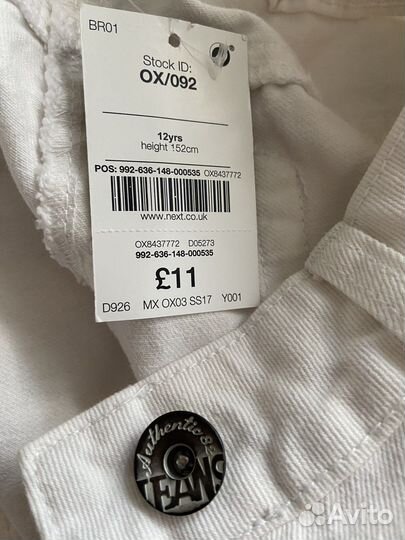 BR01
Stock ID:
OX/092
12yrs
height 152cm
POS: 992-636-148-000535 OX8437772
www.next.co.uk
OX8437772 D05273
992-636-148-000535
£11
D926 MX OX03 SS17 Y001
Authentic 82
JEANS
Avito